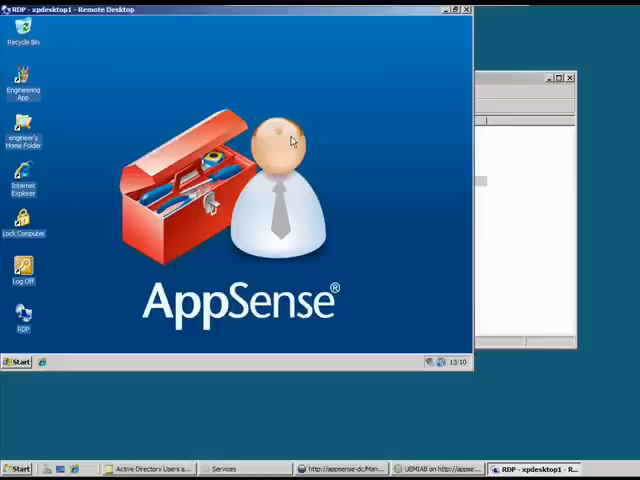 RDP - xpdesktop1 - Remote Desktop
Recycle Bin
Engineering
App
engineer's
Home Folder
Internet
Explorer
Lock Computer
Log Off
RDP
AppSense®
Start
13:10
Start
Active Directory Users a...
Services
http://appsense-dc/Man...
UEMIAB on http://appse...
RDP - xpdesktop1 - R...